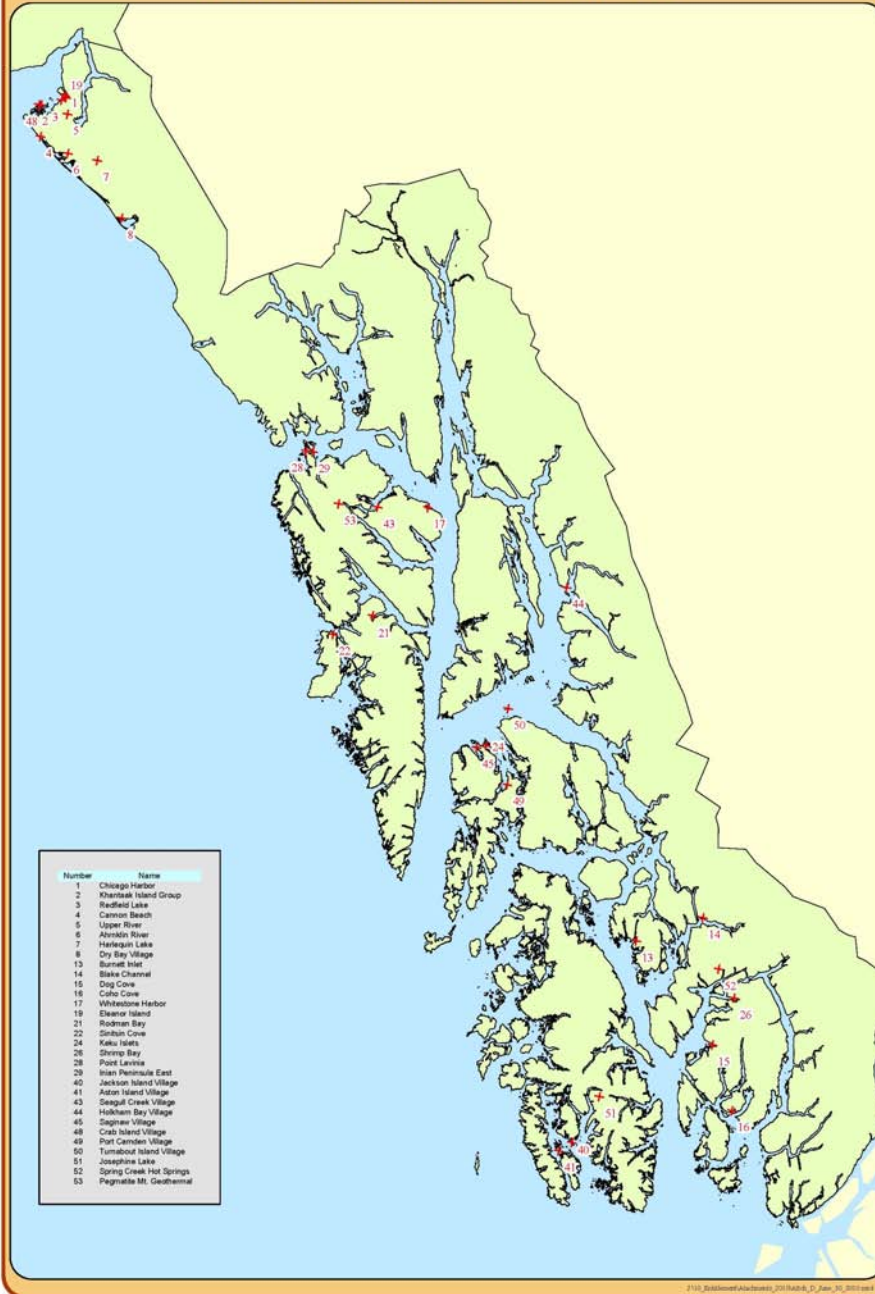 19
1
48
2
3
5
4
6
7
8
28
29
53
43
17
44
21
22
50
24
45
49
14
13
52
26
15
51
16
40
41
Number Name
1 Chicago Harbor
2 Khantaak Island Group
3 Redfield Lake
4 Cannon Beach
5 Upper River
6 Ahrnklin River
7 Harlequin Lake
8 Dry Bay Village
13 Burnett Inlet
14 Blake Channel
15 Dog Cove
16 Coho Cove
17 Whitestone Harbor
19 Eleanor Island
21 Rodman Bay
22 Sinitsin Cove
24 Keku Islets
26 Shrimp Bay
28 Point Lavinia
29 Inian Peninsula East
40 Jackson Island Village
41 Aston Island Village
43 Seagull Creek Village
44 Holkham Bay Village
45 Saginaw Village
48 Crab Island Village
49 Port Camden Village
50 Turnabout Island Village
51 Josephine Lake
52 Spring Creek Hot Springs
53 Pegmatite Mt. Geothermal